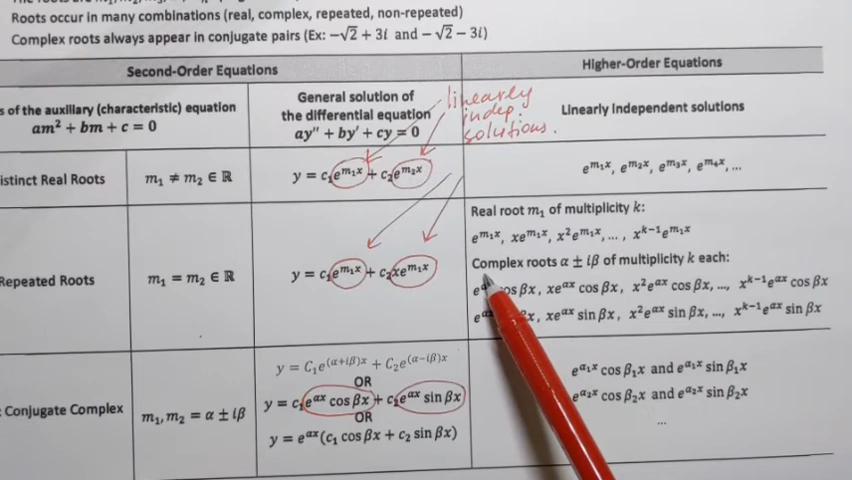 Roots occur in many combinations (real, complex, repeated, non-repeated)
Complex roots always appear in conjugate pairs (Ex: −√2 + 3i and −√2 − 3i)
Second-Order Equations
Higher-Order Equations
of the auxiliary (characteristic) equation
am² + bm + c = 0
General solution of
the differential equation
ay'' + by' + cy = 0
linearly
indep.
solutions.
Linearly Independent solutions
Real Roots
m₁ ≠ m₂ ∈ ℝ
y = c₁e^{m₁x} + c₂e^{m₂x}
e^{m₁x}, e^{m₂x}, e^{m₃x}, e^{m₄x}, ...
Repeated Roots
m₁ = m₂ ∈ ℝ
y = c₁e^{m₁x} + c₂xe^{m₁x}
Real root m₁ of multiplicity k:
e^{m₁x}, xe^{m₁x}, x²e^{m₁x}, ... , x^{k−1}e^{m₁x}
Complex roots α ± iβ of multiplicity k each:
cos βx, xe^{αx} cos βx, x²e^{αx} cos βx, ..., x^{k−1}e^{αx} cos βx
xe^{αx} sin βx, x²e^{αx} sin βx, ..., x^{k−1}e^{αx} sin βx
Conjugate Complex
m₁, m₂ = α ± iβ
y = C₁e^{(α+iβ)x} + C₂e^{(α−iβ)x}
OR
y = c₁e^{αx} cos βx + c₂e^{αx} sin βx
OR
y = e^{αx}(c₁ cos βx + c₂ sin βx)
e^{α₁x} cos β₁x and e^{α₁x} sin β₁x
e^{α₂x} cos β₂x and e^{α₂x} sin β₂x
...